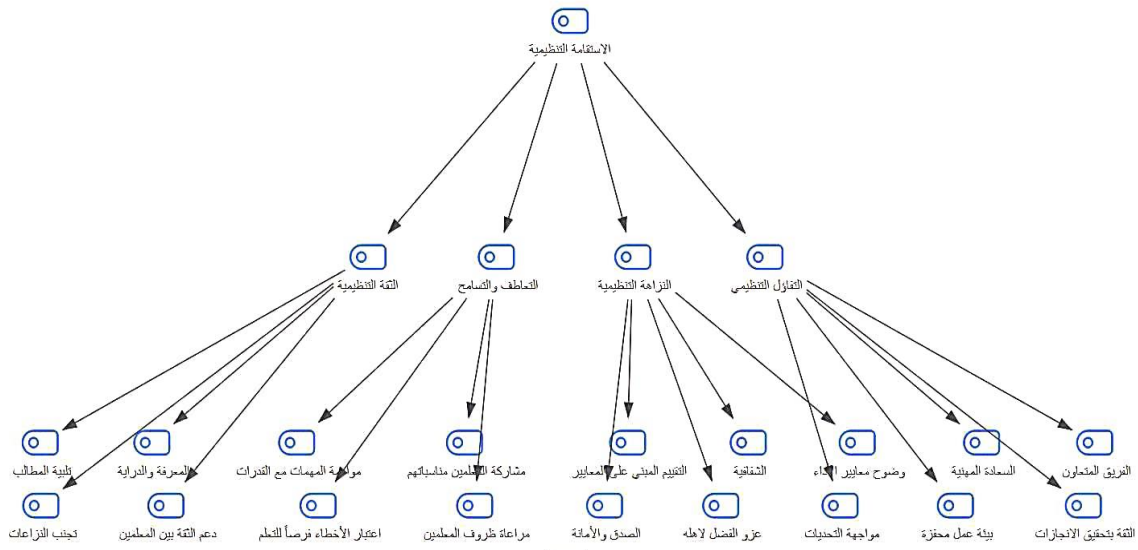 الاستقامة التنظيمية
التفاؤل التنظيمي
النزاهة التنظيمية
التعاطف والتسامح
الثقة التنظيمية
الفريق المتعاون
السعادة المهنية
وضوح معايير الأداء
الشفافية
التقييم المبني على المعايير
مشاركة المعلمين مناسباتهم
مواءمة المهمات مع القدرات
المعرفة والدراية
تلبية المطالب
الثقة بتحقيق الانجازات
بيئة عمل محفزة
مواجهة التحديات
عزو الفضل لاهله
الصدق والأمانة
مراعاة ظروف المعلمين
اعتبار الأخطاء فرصاً للتعلم
دعم الثقة بين المعلمين
تجنب النزاعات